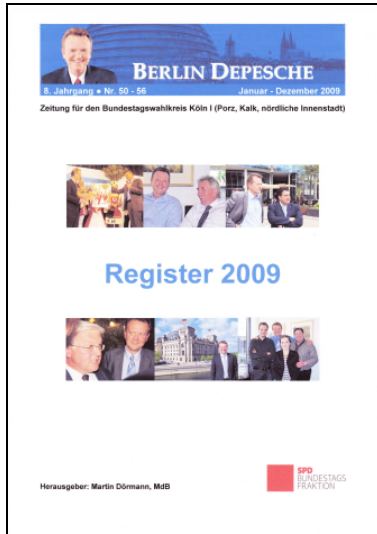 BERLIN DEPESCHE
8. Jahrgang ● Nr. 50 - 56 Januar - Dezember 2009
Zeitung für den Bundestagswahlkreis Köln I (Porz, Kalk, nördliche Innenstadt)
Register 2009
SPD
BUNDESTAGS
FRAKTION
Herausgeber: Martin Dörmann, MdB